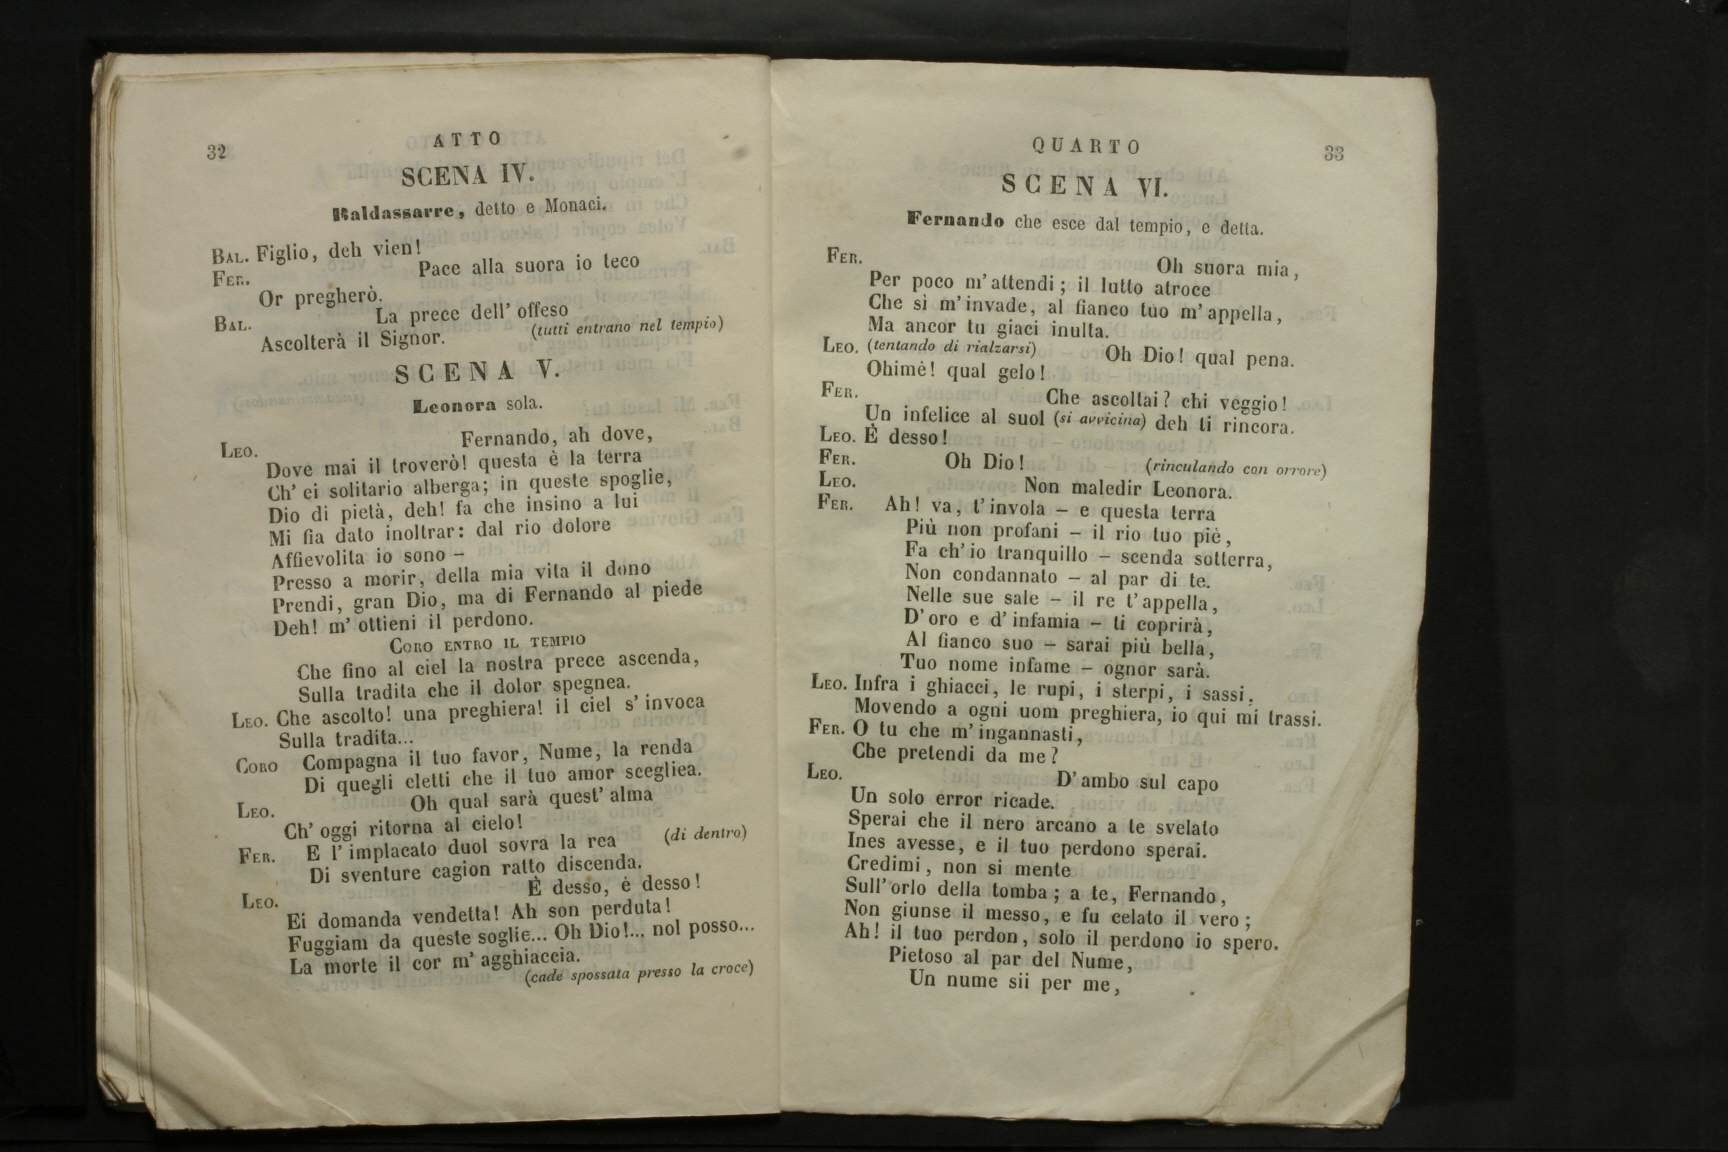 32
ATTO
SCENA IV.
Baldassarre, detto e Monaci.
BAL. Figlio, deh vien!
FER. Pace alla suora io teco
Or pregherò.
BAL. La prece dell' offeso
Ascolterà il Signor. (tutti entrano nel tempio)
SCENA V.
Leonora sola.
LEO. Fernando, ah dove,
Dove mai il troverò! questa è la terra
Ch' ei solitario alberga; in queste spoglie,
Dio di pietà, deh! fa che insino a lui
Mi fia dato inoltrar: dal rio dolore
Affievolita io sono –
Presso a morir, della mia vita il dono
Prendi, gran Dio, ma di Fernando al piede
Deh! m' ottieni il perdono.
CORO ENTRO IL TEMPIO
Che fino al ciel la nostra prece ascenda,
Sulla tradita che il dolor spegnea.
LEO. Che ascolto! una preghiera! il ciel s' invoca
Sulla tradita...
CORO Compagna il tuo favor, Nume, la renda
Di quegli eletti che il tuo amor scegliea.
LEO. Oh qual sarà quest' alma
Ch' oggi ritorna al cielo!
FER. E l' implacato duol sovra la rea (di dentro)
Di sventure cagion ratto discenda.
LEO. È desso, è desso!
Ei domanda vendetta! Ah son perduta!
Fuggiam da queste soglie... Oh Dio!... nol posso...
La morte il cor m' agghiaccia.
(cade spossata presso la croce)
QUARTO
33
SCENA VI.
Fernando che esce dal tempio, e detta.
FER. Oh suora mia,
Per poco m'attendi; il lutto atroce
Che sì m'invade, al fianco tuo m'appella,
Ma ancor tu giaci inulta.
LEO. (tentando di rialzarsi) Oh Dio! qual pena.
Ohimè! qual gelo!
FER. Che ascoltai? chi veggio!
Un infelice al suol (si avvicina) deh ti rincora.
LEO. È desso!
FER. Oh Dio! (rinculando con orrore)
LEO. Non maledir Leonora.
FER. Ah! va, t'invola – e questa terra
Più non profani – il rio tuo piè,
Fa ch'io tranquillo – scenda sotterra,
Non condannato – al par di te.
Nelle sue sale – il re t'appella,
D'oro e d'infamia – ti coprirà,
Al fianco suo – sarai più bella,
Tuo nome infame – ognor sarà.
LEO. Infra i ghiacci, le rupi, i sterpi, i sassi,
Movendo a ogni uom preghiera, io qui mi trassi.
FER. O tu che m'ingannasti,
Che pretendi da me?
LEO. D'ambo sul capo
Un solo error ricade.
Sperai che il nero arcano a te svelato
Ines avesse, e il tuo perdono sperai.
Credimi, non si mente
Sull'orlo della tomba; a te, Fernando,
Non giunse il messo, e fu celato il vero;
Ah! il tuo perdon, solo il perdono io spero.
Pietoso al par del Nume,
Un nume sii per me,